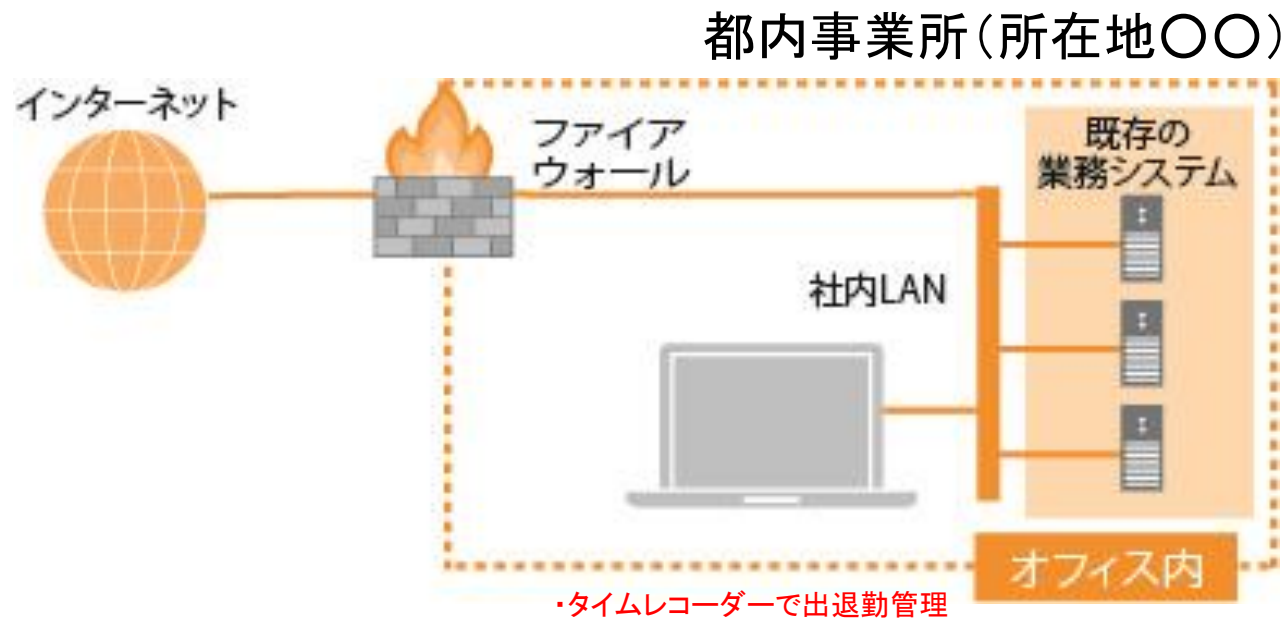 都内事業所（所在地〇〇）
インターネット
ファイア
ウォール
既存の
業務システム
社内LAN
オフィス内
・タイムレコーダーで出退勤管理